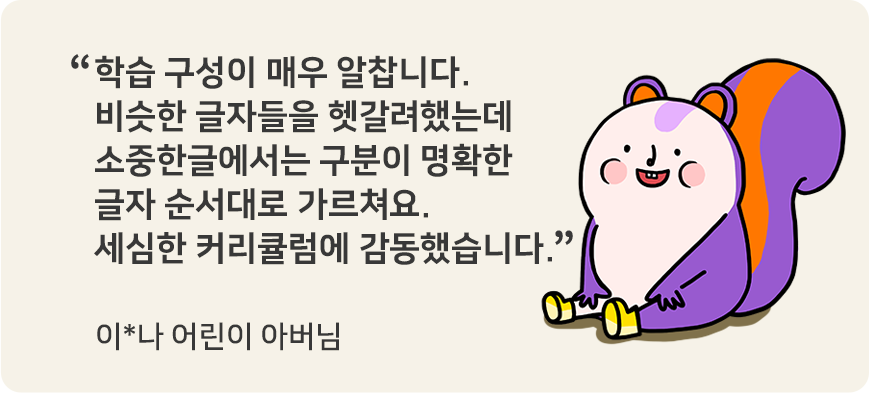 “학습 구성이 매우 알찹니다.
비슷한 글자들을 헷갈려했는데
소중한글에서는 구분이 명확한
글자 순서대로 가르쳐요.
세심한 커리큘럼에 감동했습니다.”
이*나 어린이 아버님